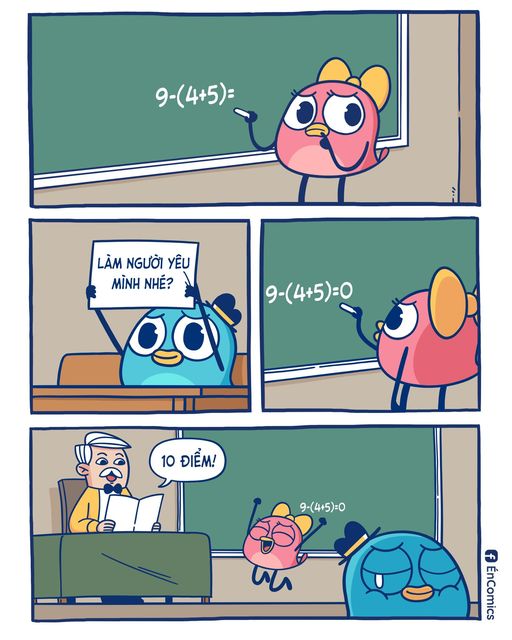 9-(4+5)=
LÀM NGƯỜI YÊU
MÌNH NHÉ?
9-(4+5)=0
10 ĐIỂM!
9-(4+5)=0
ÉnComics